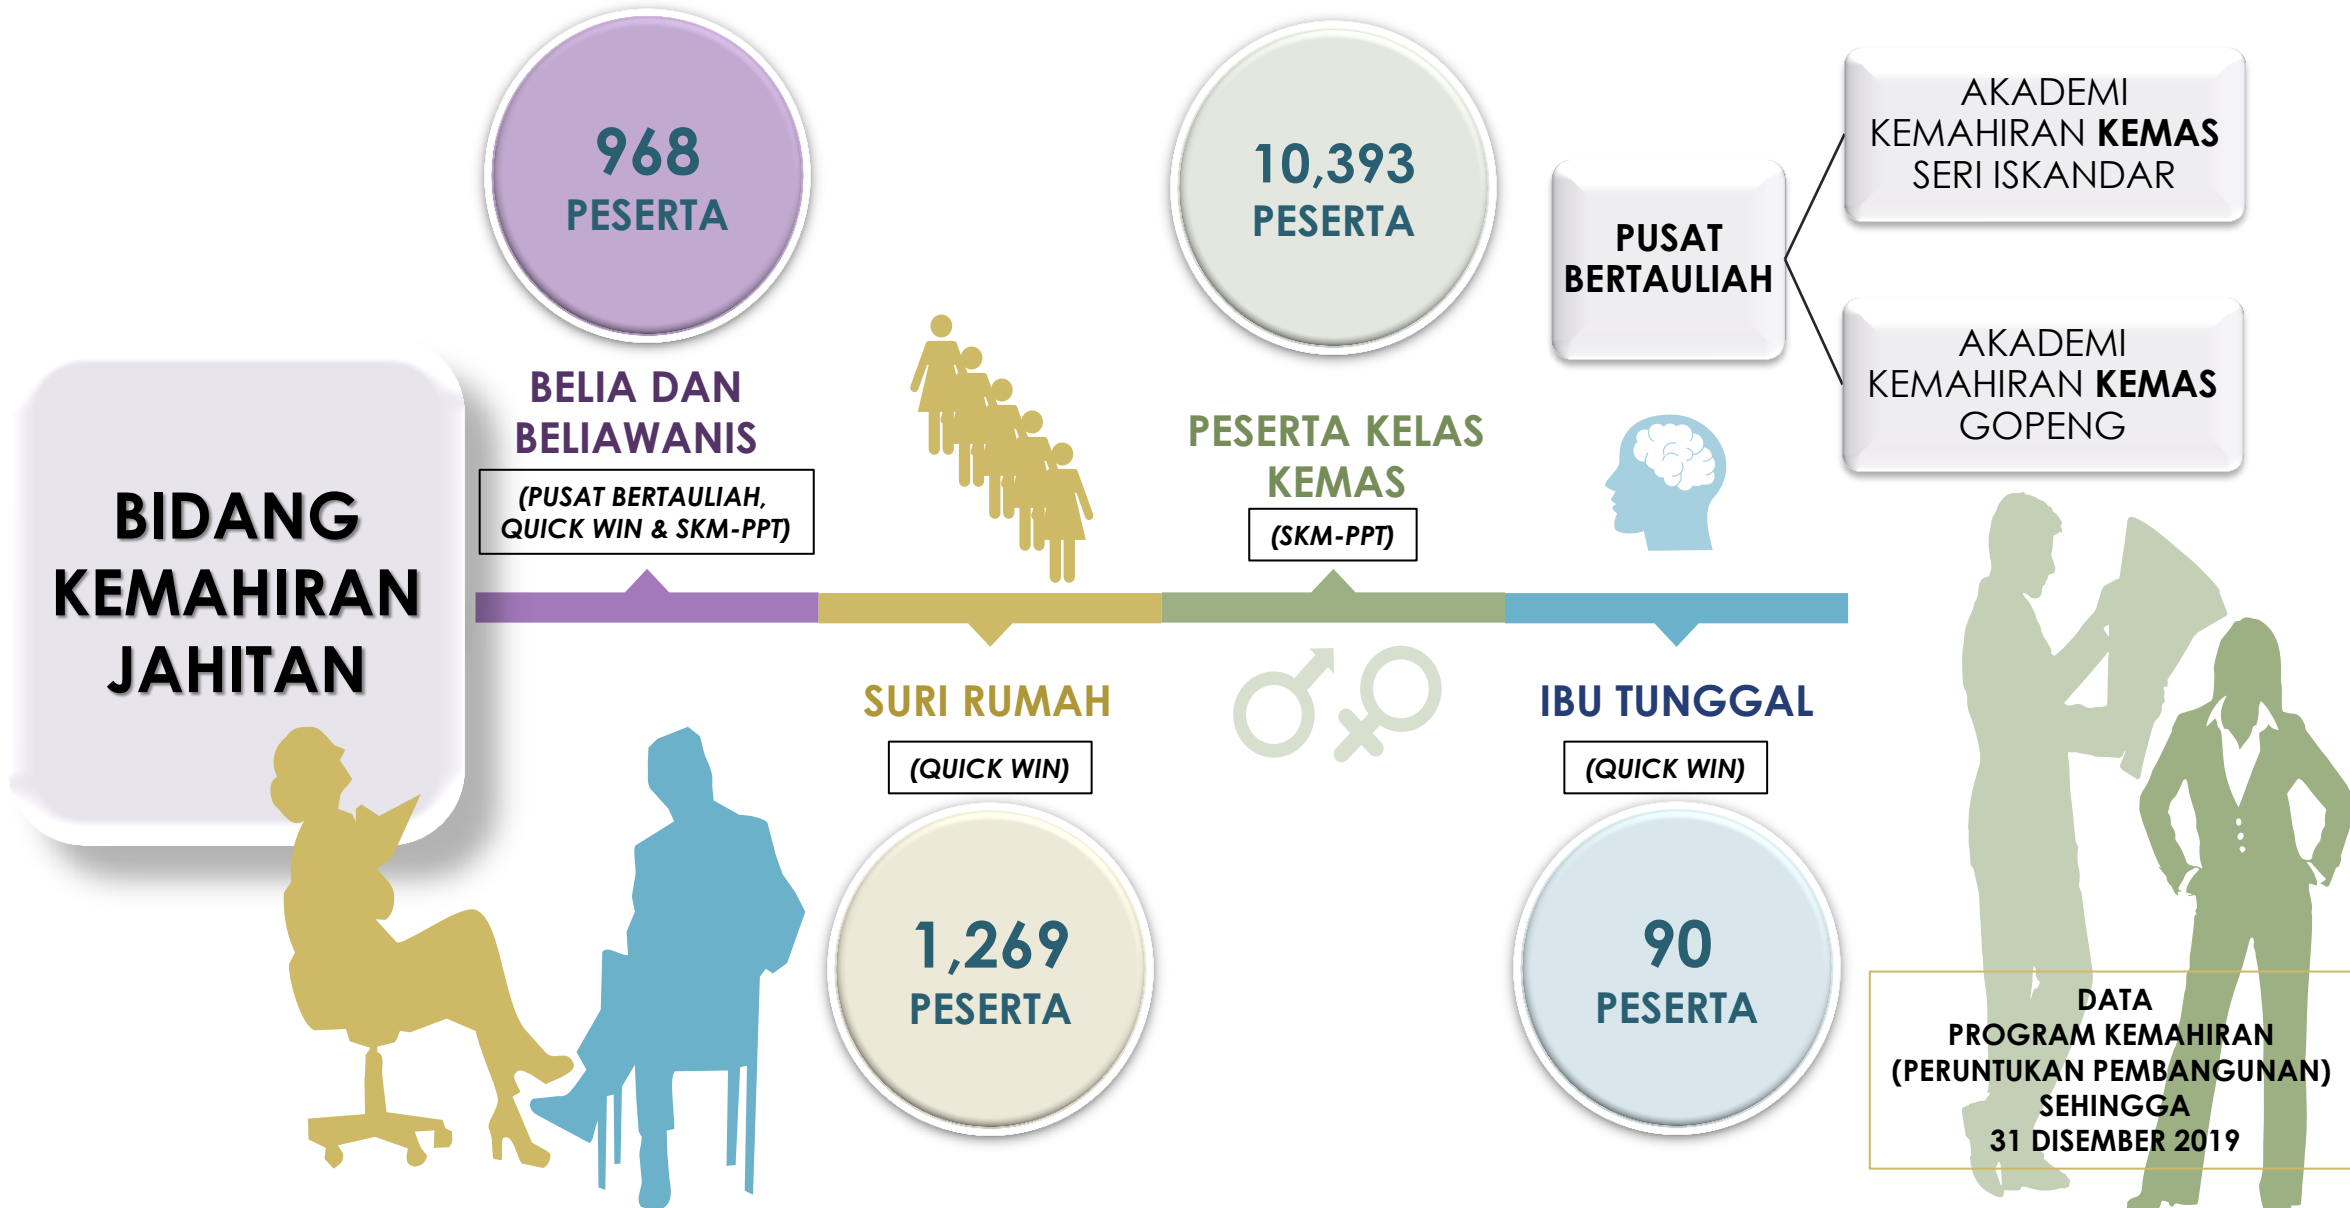 BIDANG
KEMAHIRAN
JAHITAN
968
PESERTA
BELIA DAN
BELIAWANIS
(PUSAT BERTAULIAH,
QUICK WIN & SKM-PPT)
SURI RUMAH
(QUICK WIN)
1,269
PESERTA
10,393
PESERTA
PESERTA KELAS
KEMAS
(SKM-PPT)
IBU TUNGGAL
(QUICK WIN)
90
PESERTA
PUSAT
BERTAULIAH
AKADEMI
KEMAHIRAN KEMAS
SERI ISKANDAR
AKADEMI
KEMAHIRAN KEMAS
GOPENG
DATA
PROGRAM KEMAHIRAN
(PERUNTUKAN PEMBANGUNAN)
SEHINGGA
31 DISEMBER 2019